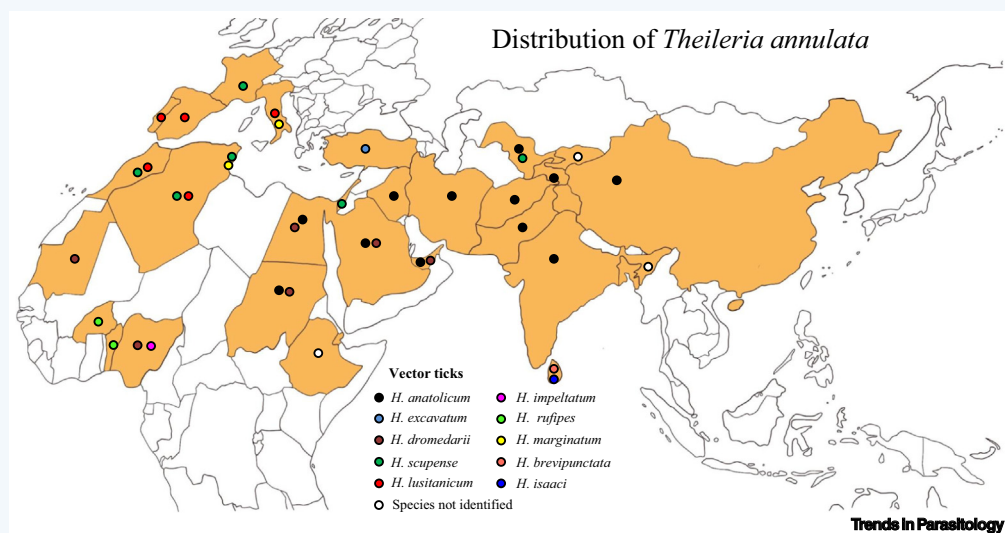 Distribution of Theileria annulata
Vector ticks
H. anatolicum
H. impeltatum
H. excavatum
H. rufipes
H. dromedarii
H. marginatum
H. scupense
H. brevipunctata
H. lusitanicum
H. isaaci
Species not identified
Trends in Parasitology